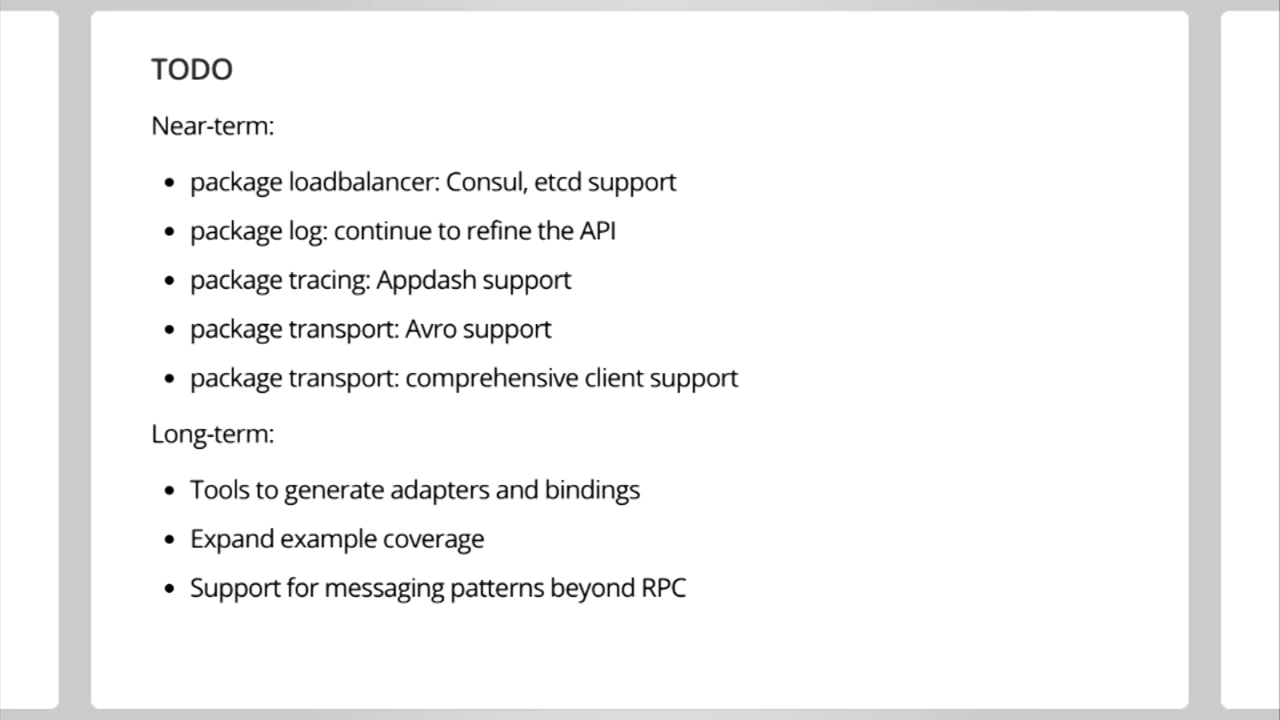 TODO
Near-term:
• package loadbalancer: Consul, etcd support
• package log: continue to refine the API
• package tracing: Appdash support
• package transport: Avro support
• package transport: comprehensive client support
Long-term:
• Tools to generate adapters and bindings
• Expand example coverage
• Support for messaging patterns beyond RPC